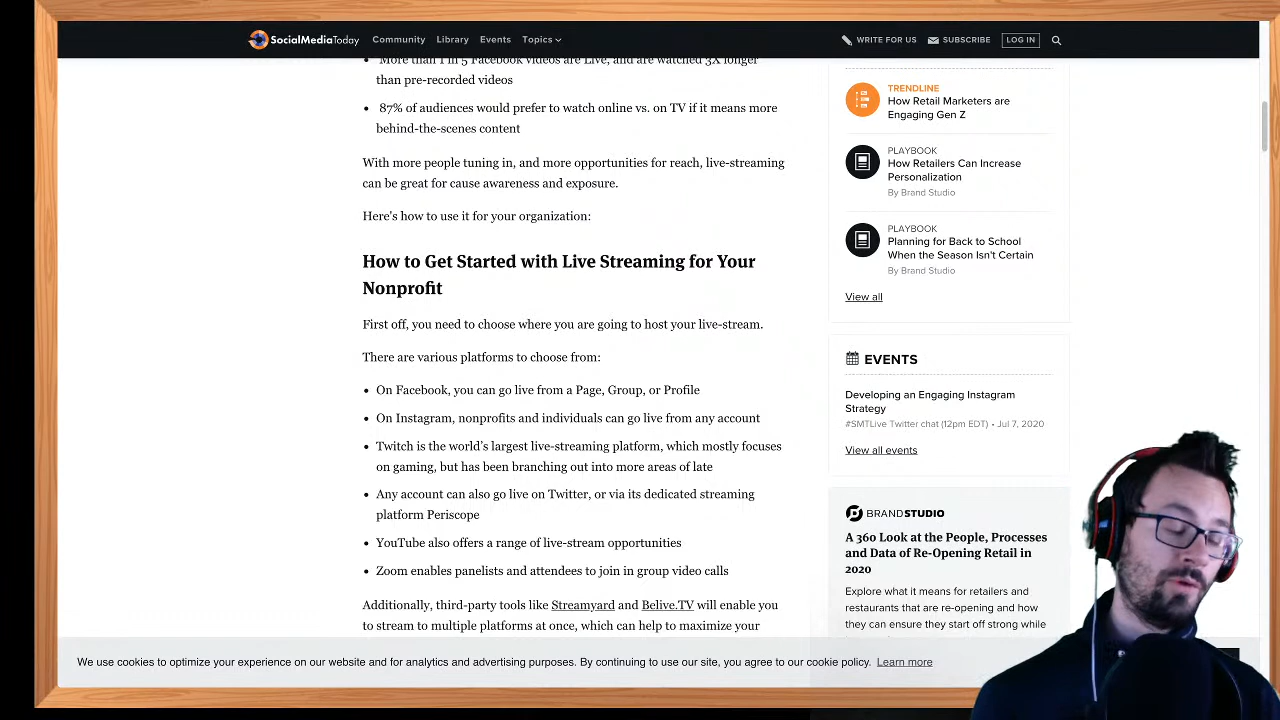 SocialMediaToday Community Library Events Topics WRITE FOR US SUBSCRIBE LOG IN
• More than 1 in 5 Facebook videos are Live, and are watched 3X longer
than pre-recorded videos
• 87% of audiences would prefer to watch online vs. on TV if it means more
behind-the-scenes content
With more people tuning in, and more opportunities for reach, live-streaming
can be great for cause awareness and exposure.
Here's how to use it for your organization:
How to Get Started with Live Streaming for Your
Nonprofit
First off, you need to choose where you are going to host your live-stream.
There are various platforms to choose from:
• On Facebook, you can go live from a Page, Group, or Profile
• On Instagram, nonprofits and individuals can go live from any account
• Twitch is the world's largest live-streaming platform, which mostly focuses
on gaming, but has been branching out into more areas of late
• Any account can also go live on Twitter, or via its dedicated streaming
platform Periscope
• YouTube also offers a range of live-stream opportunities
• Zoom enables panelists and attendees to join in group video calls
Additionally, third-party tools like Streamyard and Belive.TV will enable you
to stream to multiple platforms at once, which can help to maximize your
TRENDLINE
How Retail Marketers are
Engaging Gen Z
PLAYBOOK
How Retailers Can Increase
Personalization
By Brand Studio
PLAYBOOK
Planning for Back to School
When the Season Isn't Certain
By Brand Studio
View all
EVENTS
Developing an Engaging Instagram
Strategy
#SMTLive Twitter chat (12pm EDT) • Jul 7, 2020
View all events
BRANDSTUDIO
A 360 Look at the People, Processes
and Data of Re-Opening Retail in
2020
Explore what it means for retailers and
restaurants that are re-opening and how
they can ensure they start off strong while
We use cookies to optimize your experience on our website and for analytics and advertising purposes. By continuing to use our site, you agree to our cookie policy. Learn more